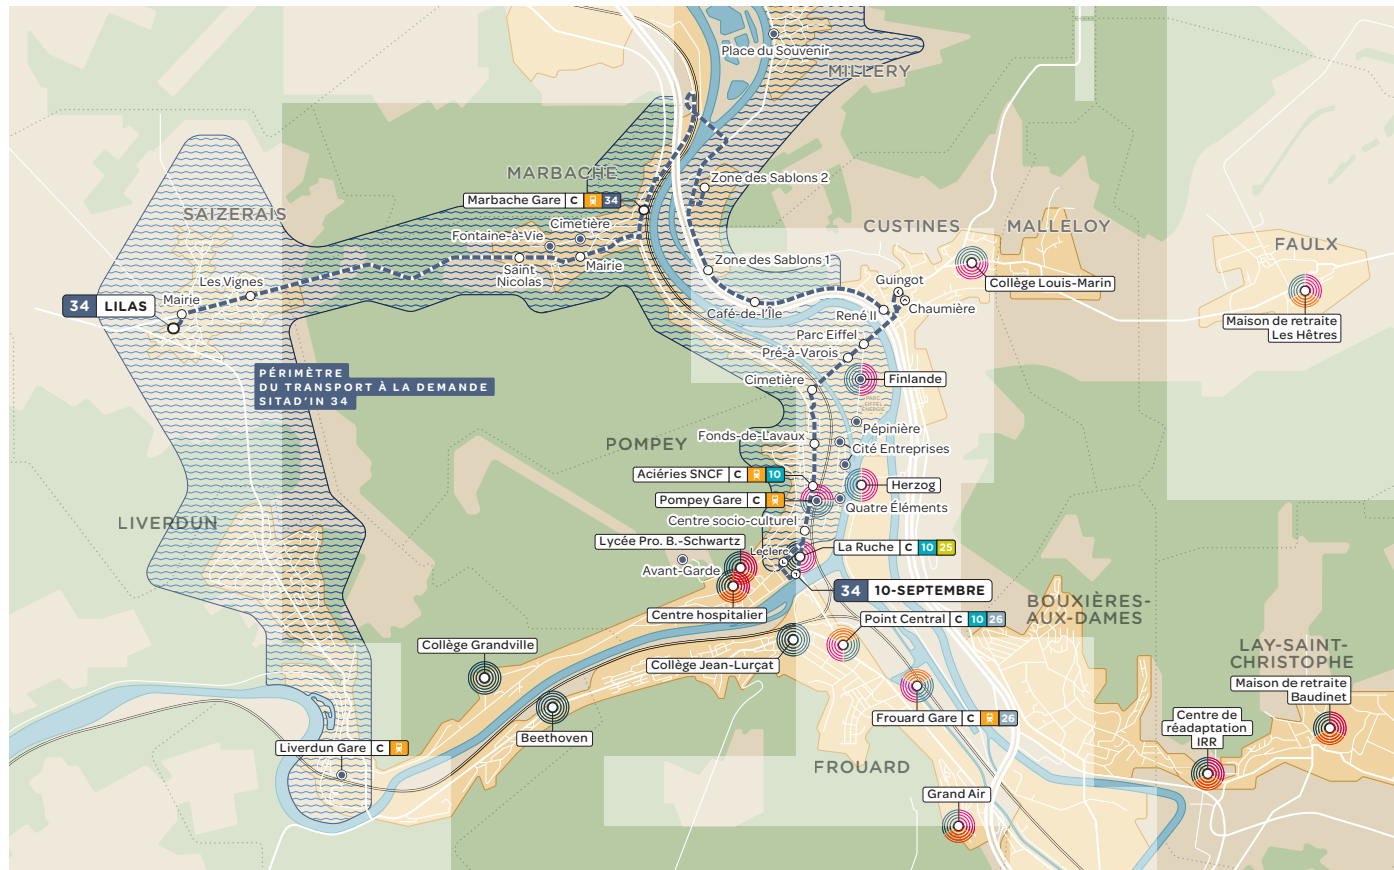 Place du Souvenir
MILLERY
MARBACHE
Zone des Sablons 2
Marbache Gare C 34
SAIZERAIS
Cimetière
Fontaine-à-Vie
CUSTINES
MALLELOY
FAULX
Saint
Nicolas
Mairie
Zone des Sablons 1
Les Vignes
Guingot
Collège Louis-Marin
Mairie
34 LILAS
Café-de-l'Île
René II
Chaumière
Maison de retraite
Les Hêtres
Parc Eiffel
Pré-à-Varois
PÉRIMÈTRE
DU TRANSPORT À LA DEMANDE
SITAD'IN 34
Cimetière
Finlande
PARC
EIFFEL
ÉNERGIE
Pépinière
POMPEY
Fonds-de-Lavaux
Cité Entreprises
Aciéries SNCF C 10
Herzog
Pompey Gare C
Quatre Éléments
LIVERDUN
Centre socio-culturel
Lycée Pro. B.-Schwartz
Leclerc
La Ruche C 10 25
Avant-Garde
34 10-SEPTEMBRE
Centre hospitalier
Point Central C 10 26
BOUXIÈRES-
AUX-DAMES
Collège Grandville
Collège Jean-Lurçat
LAY-SAINT-
CHRISTOPHE
Maison de retraite
Baudinet
Frouard Gare C 26
Centre de
réadaptation
IRR
Beethoven
Liverdun Gare C
FROUARD
Grand Air